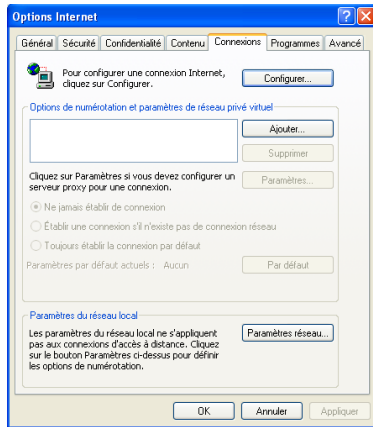 Options Internet
Général Sécurité Confidentialité Contenu Connexions Programmes Avancé
Pour configurer une connexion Internet,
cliquez sur Configurer.
Configurer...
Options de numérotation et paramètres de réseau privé virtuel
Ajouter...
Supprimer
Cliquez sur Paramètres si vous devez configurer un
serveur proxy pour une connexion.
Paramètres...
Ne jamais établir de connexion
Établir une connexion s'il n'existe pas de connexion réseau
Toujours établir la connexion par défaut
Paramètres par défaut actuels : Aucun
Par défaut
Paramètres du réseau local
Les paramètres du réseau local ne s'appliquent
pas aux connexions d'accès à distance. Cliquez
sur le bouton Paramètres ci-dessus pour définir
les options de numérotation.
Paramètres réseau...
OK Annuler Appliquer